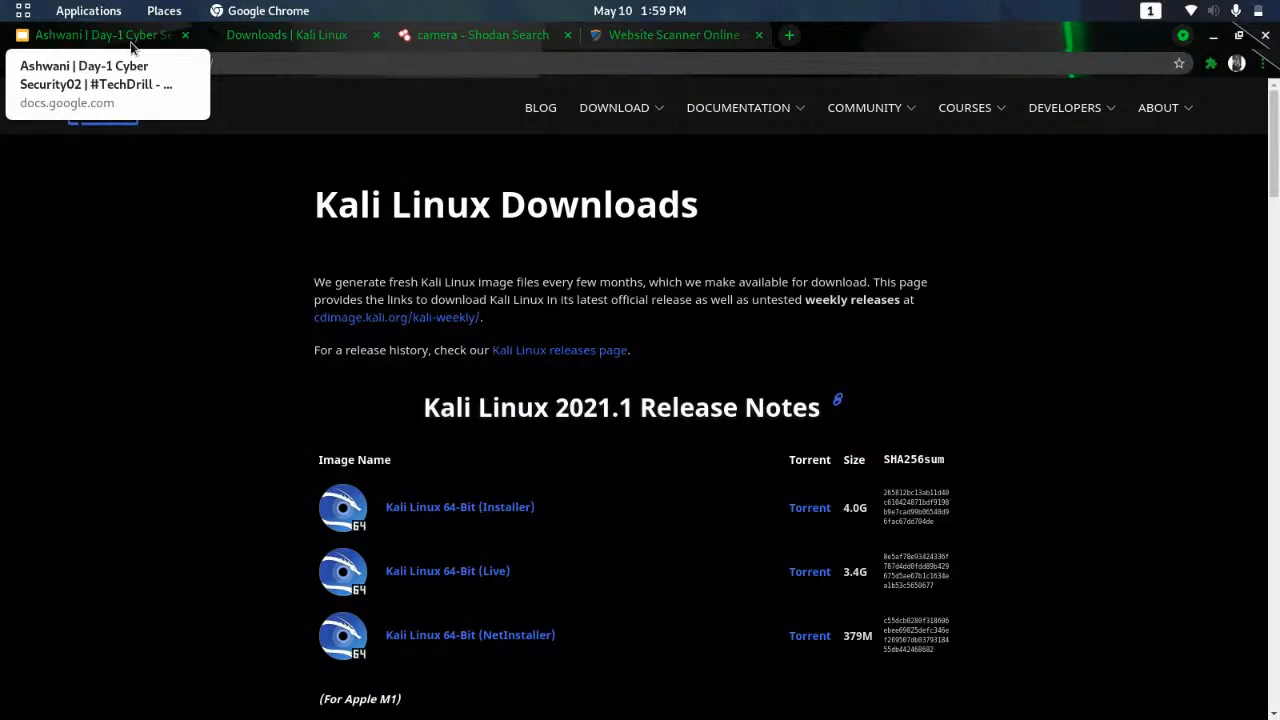 Applications
Places
Google Chrome
May 10 1:59 PM
1
Ashwani | Day-1 Cyber Se
Downloads | Kali Linux
camera - Shodan Search
Website Scanner Online
Ashwani | Day-1 Cyber
Security02 | #TechDrill - ...
docs.google.com
BLOG
DOWNLOAD
DOCUMENTATION
COMMUNITY
COURSES
DEVELOPERS
ABOUT
Kali Linux Downloads
We generate fresh Kali Linux image files every few months, which we make available for download. This page
provides the links to download Kali Linux in its latest official release as well as untested weekly releases at
cdimage.kali.org/kali-weekly/.
For a release history, check our Kali Linux releases page.
Kali Linux 2021.1 Release Notes
Image Name Torrent Size SHA256sum
Kali Linux 64-Bit (Installer) Torrent 4.0G
64
Kali Linux 64-Bit (Live) Torrent 3.4G
64
Kali Linux 64-Bit (NetInstaller) Torrent 379M
64
(For Apple M1)